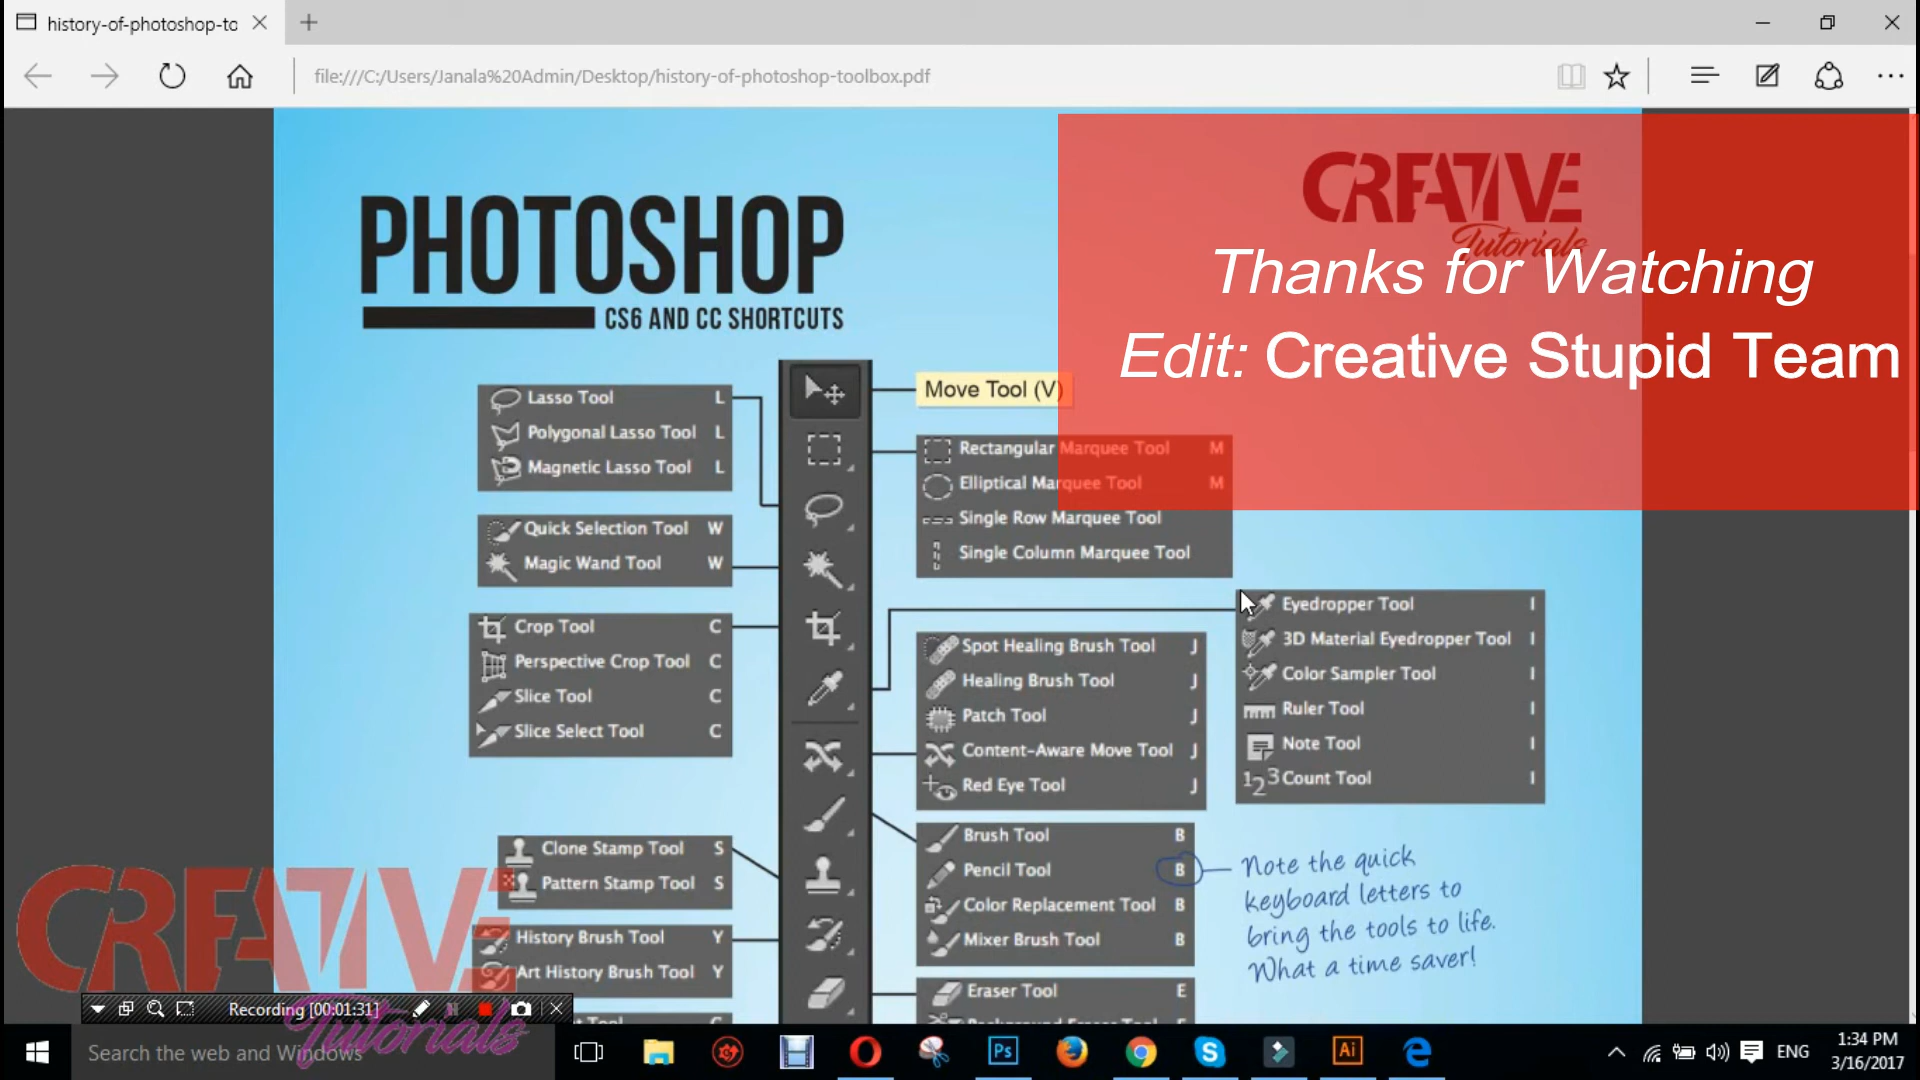 history-of-photoshop-to
file:///C:/Users/Janala%20Admin/Desktop/history-of-photoshop-toolbox.pdf
PHOTOSHOP
CS6 AND CC SHORTCUTS
CREATIVE
Tutorials
Thanks for Watching
Edit: Creative Stupid Team
Move Tool (V)
Lasso Tool L
Polygonal Lasso Tool L
Magnetic Lasso Tool L
Rectangular Marquee Tool M
Elliptical Marquee Tool M
Single Row Marquee Tool
Single Column Marquee Tool
Quick Selection Tool W
Magic Wand Tool W
Crop Tool C
Perspective Crop Tool C
Slice Tool C
Slice Select Tool C
Eyedropper Tool I
3D Material Eyedropper Tool I
Color Sampler Tool I
Ruler Tool I
Note Tool I
123 Count Tool I
Spot Healing Brush Tool J
Healing Brush Tool J
Patch Tool J
Content-Aware Move Tool J
Red Eye Tool J
Brush Tool B
Pencil Tool B
Color Replacement Tool B
Mixer Brush Tool B
Note the quick
keyboard letters to
bring the tools to life.
What a time saver!
Clone Stamp Tool S
Pattern Stamp Tool S
History Brush Tool Y
Art History Brush Tool Y
Eraser Tool E
Background Eraser Tool E
CREATIVE
Tutorials
Recording [00:01:31]
Search the web and Windows
Ps
Ai
ENG
1:34 PM
3/16/2017